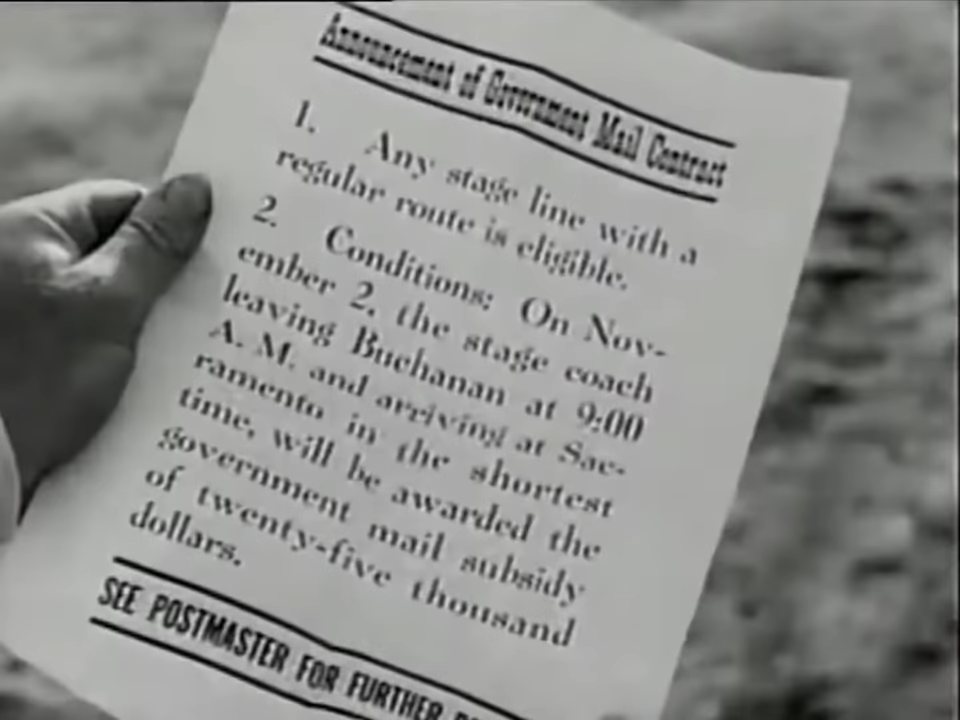 Announcement of Government Mail Contract
1. Any stage line with a
regular route is eligible.
2. Conditions: On Nov-
ember 2, the stage coach
leaving Buchanan at 9:00
A. M. and arriving at Sac-
ramento in the shortest
time, will be awarded the
government mail subsidy
of twenty-five thousand
dollars.
SEE POSTMASTER FOR FURTHER